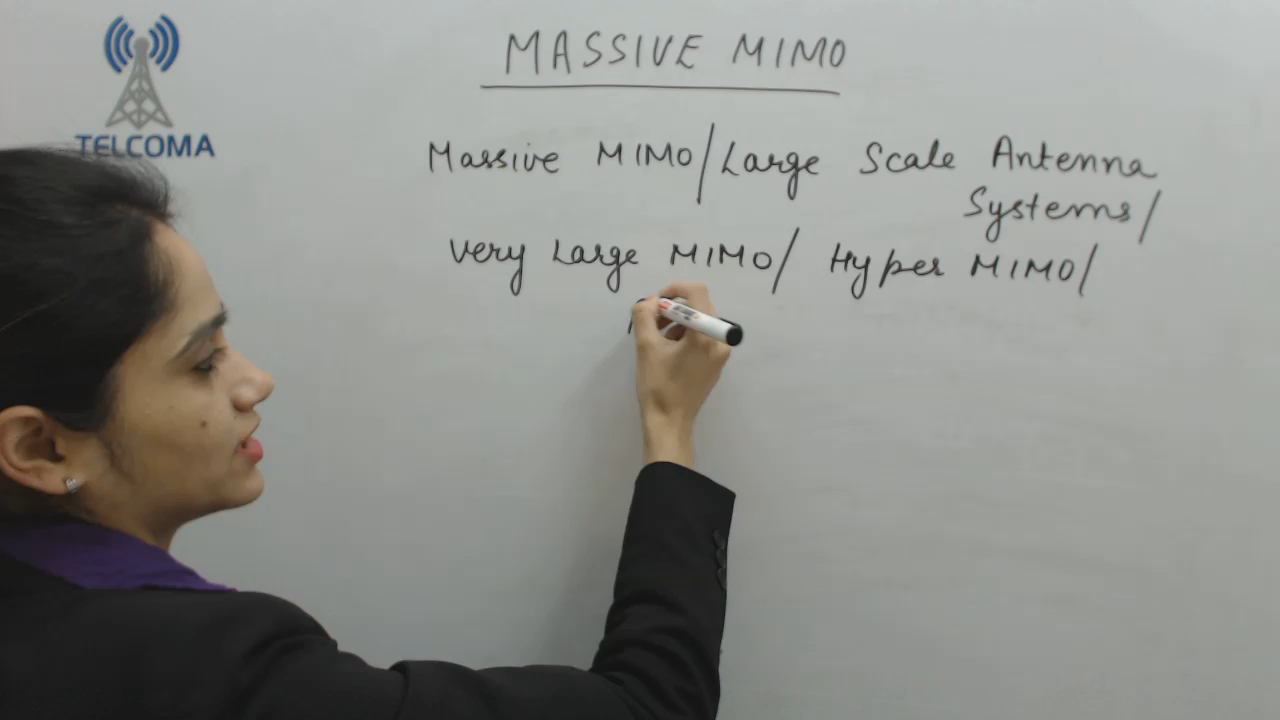 TELCOMA
MASSIVE MIMO
Massive MIMO/Large Scale Antenna
Systems/
Very Large MIMO/ Hyper MIMO/